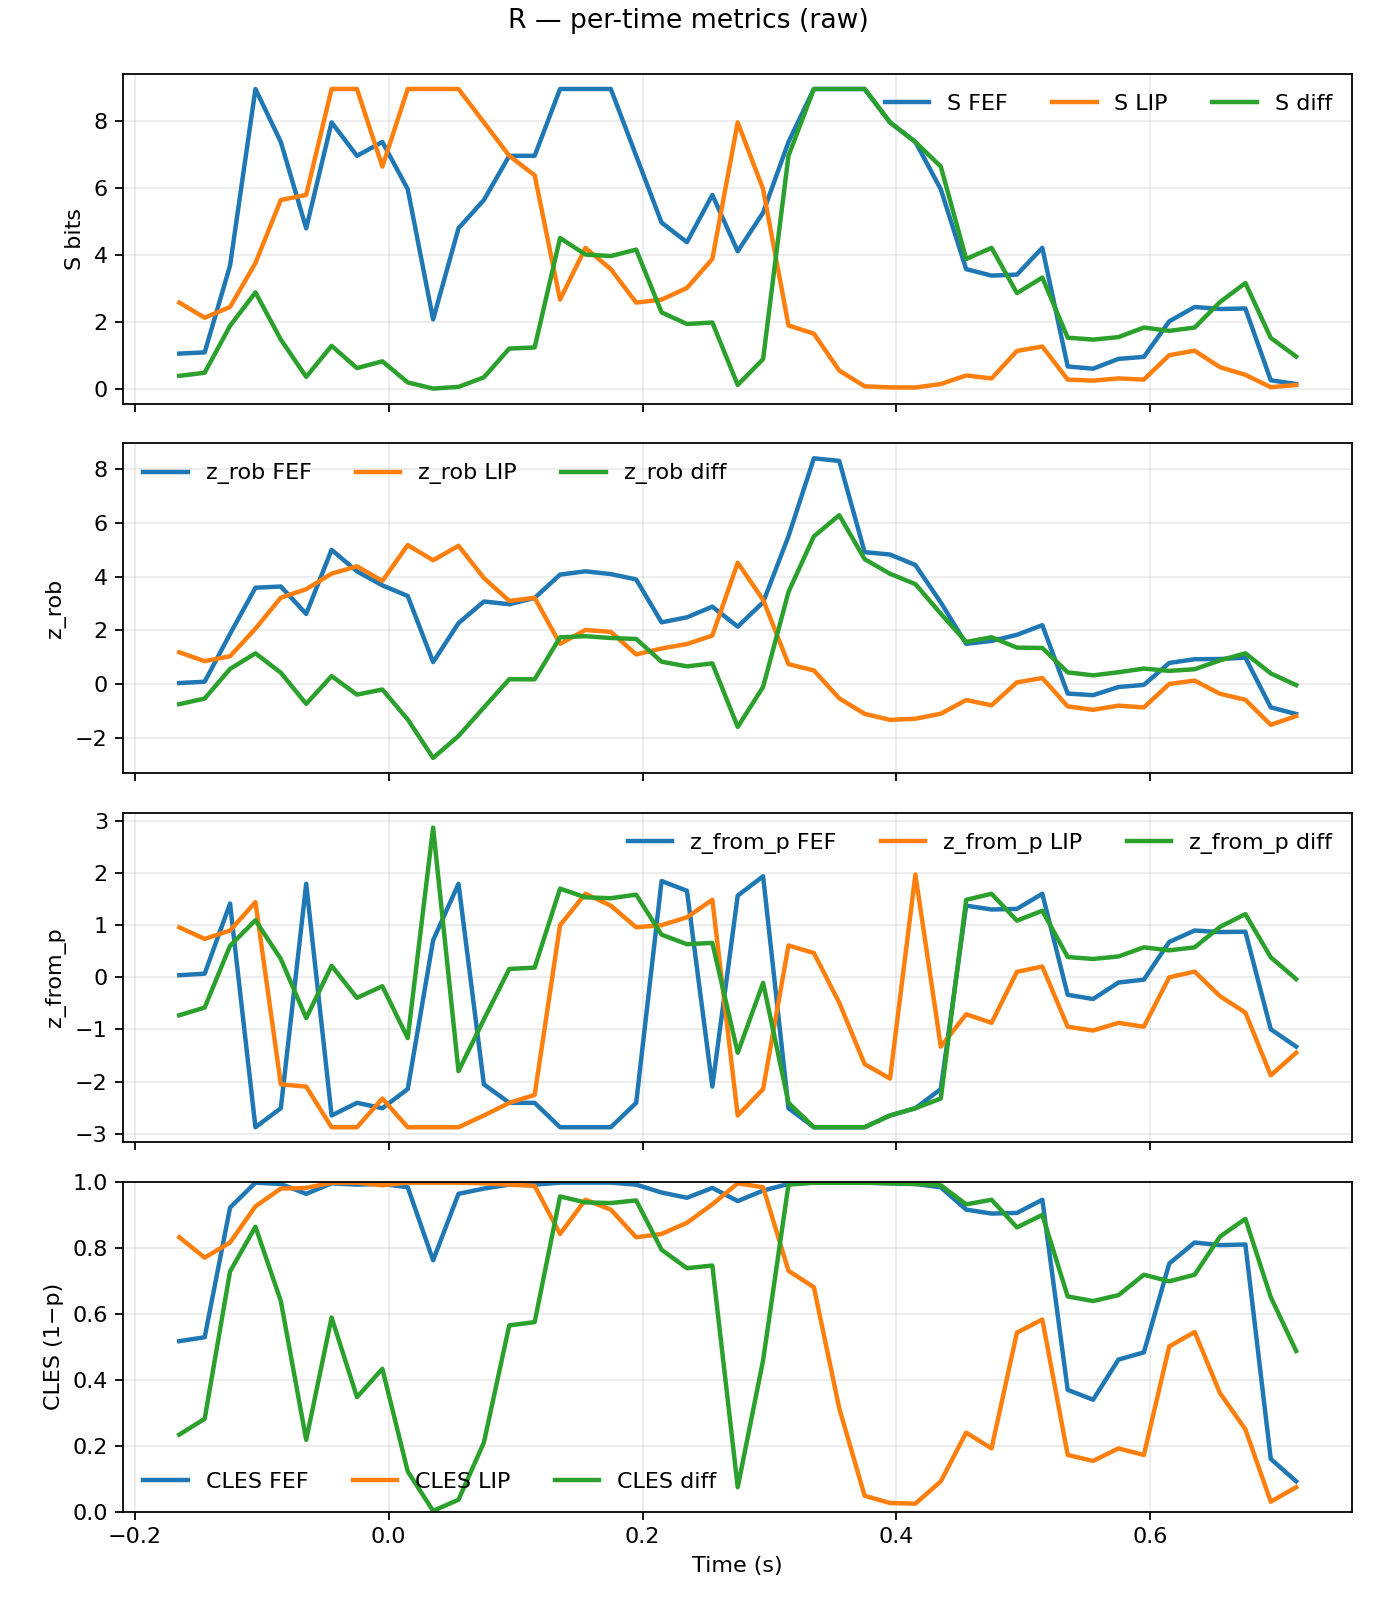 R — per-time metrics (raw)
S FEF S LIP S diff
8
6
4
2
0
S bits
z_rob FEF z_rob LIP z_rob diff
8
6
4
2
0
−2
z_rob
z_from_p FEF z_from_p LIP z_from_p diff
3
2
1
0
−1
−2
−3
z_from_p
1.0
0.8
0.6
0.4
0.2
0.0
CLES (1−p)
CLES FEF CLES LIP CLES diff
−0.2 0.0 0.2 0.4 0.6
Time (s)